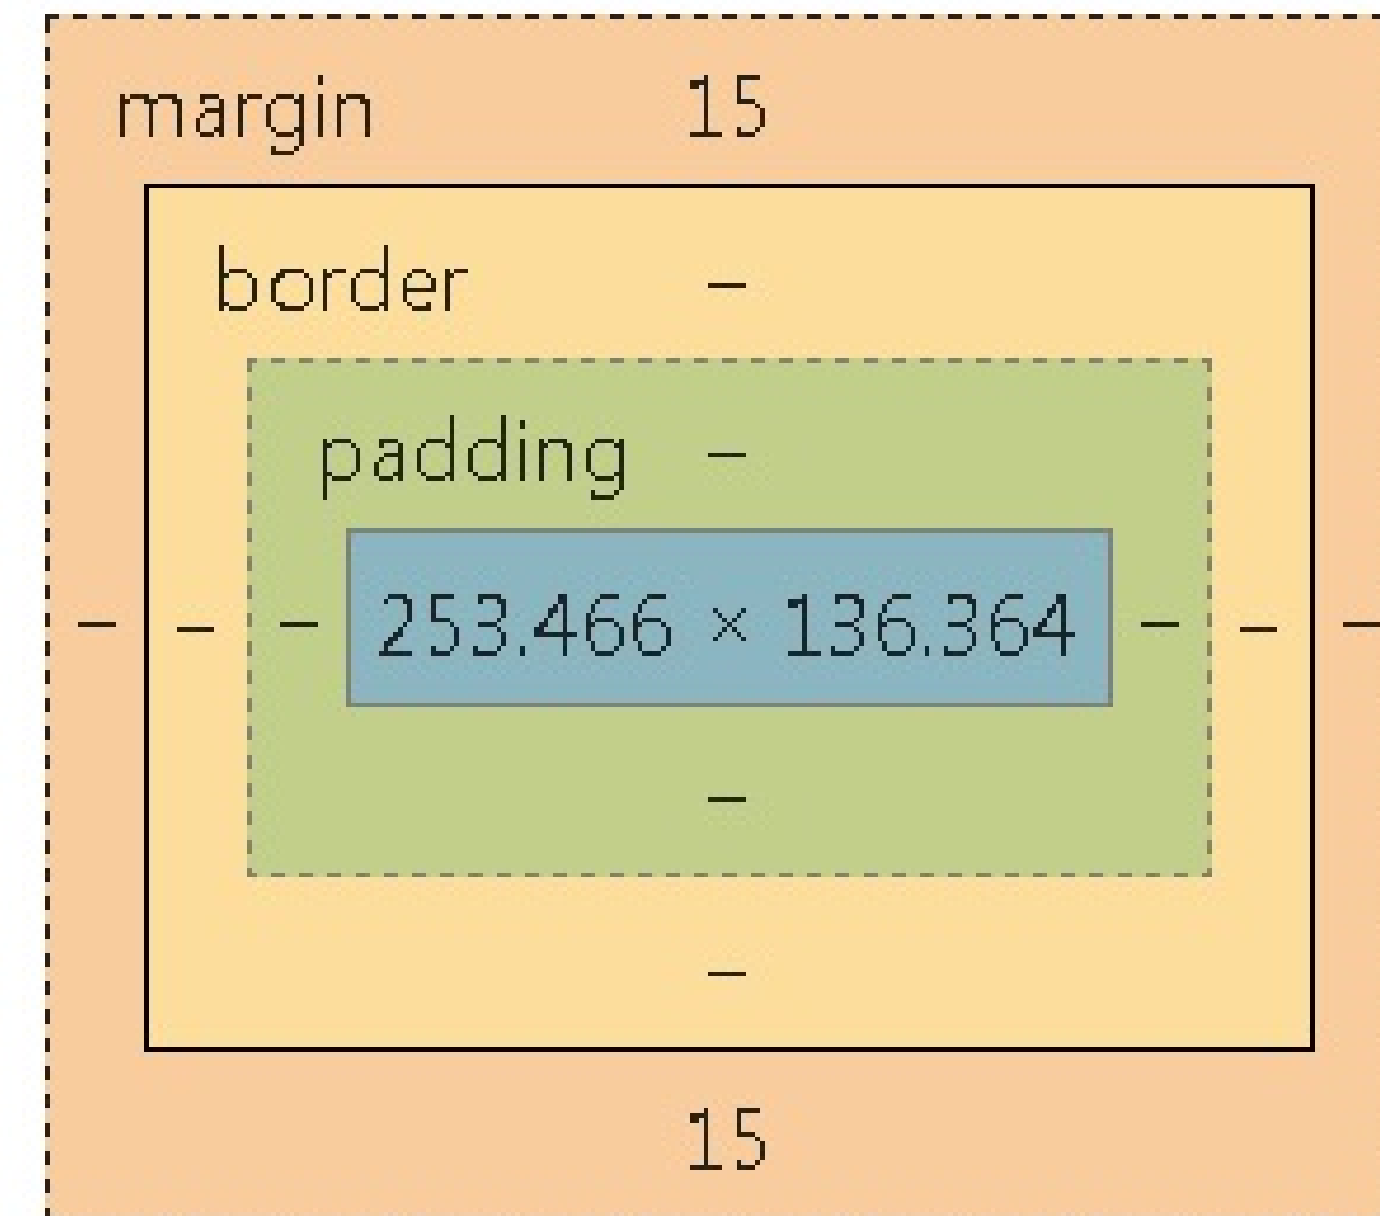 margin 15
border –
padding –
– – – 253.466 × 136.364 – – –
–
–
15